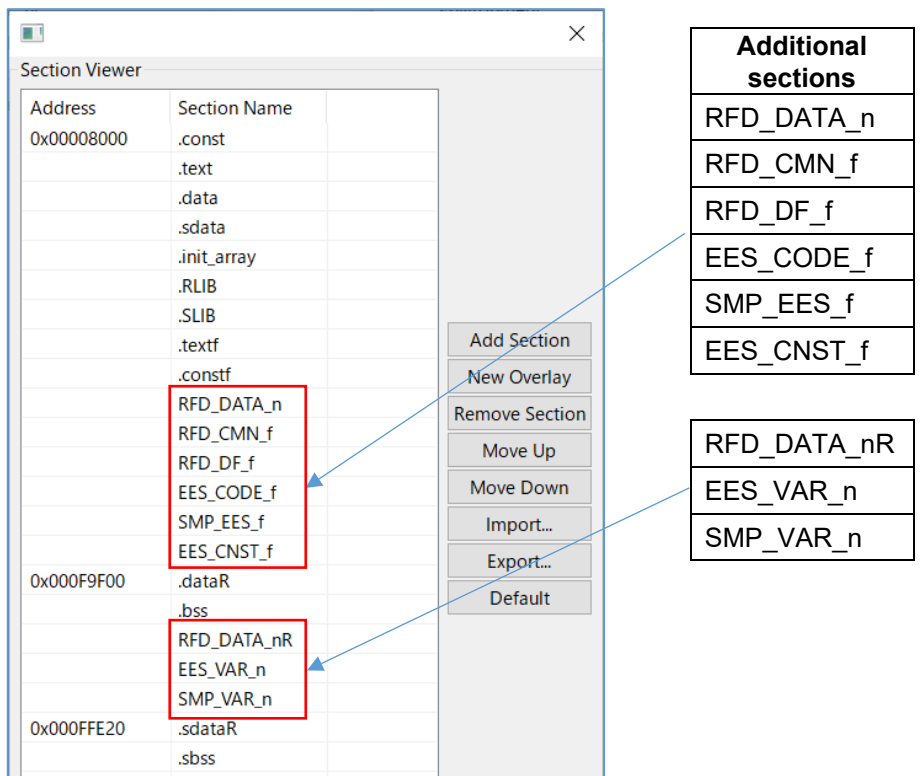 Section Viewer
Address Section Name
0x00008000 .const
.text
.data
.sdata
.init_array
.RLIB
.SLIB
.textf
.constf
RFD_DATA_n
RFD_CMN_f
RFD_DF_f
EES_CODE_f
SMP_EES_f
EES_CNST_f
0x000F9F00 .dataR
.bss
RFD_DATA_nR
EES_VAR_n
SMP_VAR_n
0x000FFE20 .sdataR
.sbss
Add Section
New Overlay
Remove Section
Move Up
Move Down
Import...
Export...
Default
Additional
sections
RFD_DATA_n
RFD_CMN_f
RFD_DF_f
EES_CODE_f
SMP_EES_f
EES_CNST_f
RFD_DATA_nR
EES_VAR_n
SMP_VAR_n